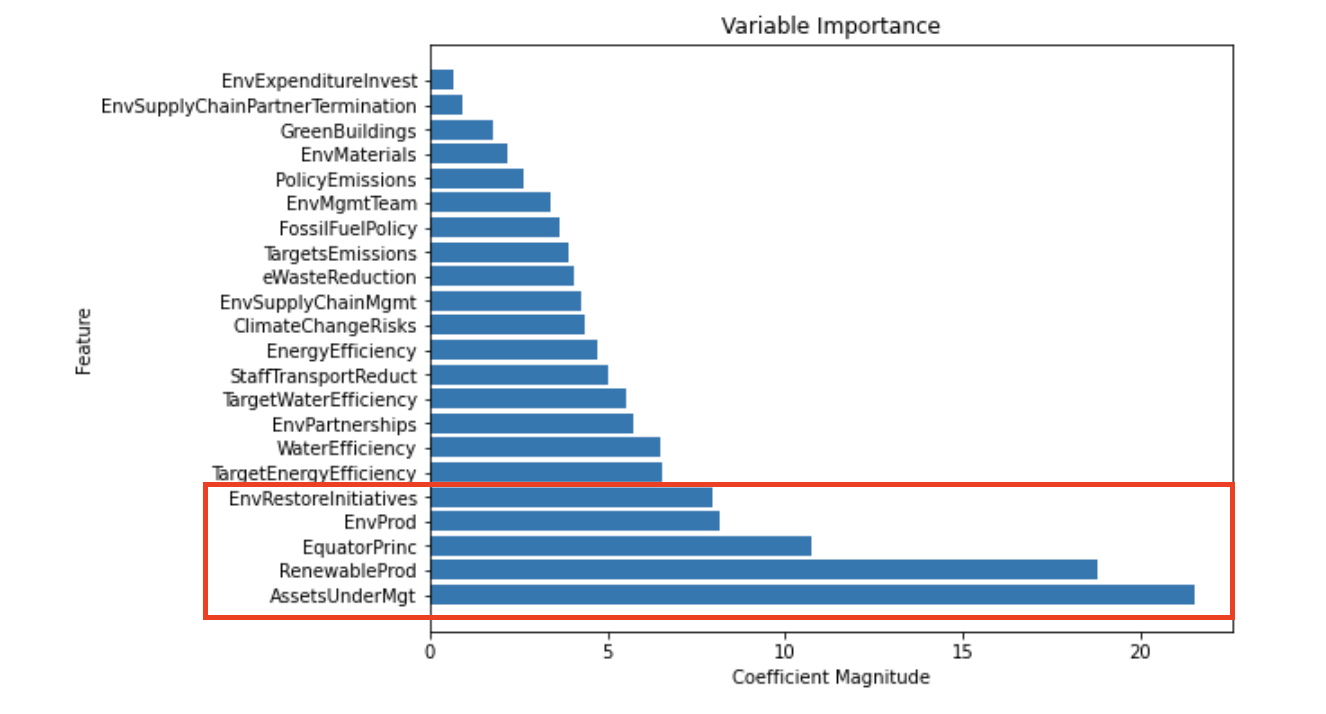 Variable Importance
EnvExpenditureInvest
EnvSupplyChainPartnerTermination
GreenBuildings
EnvMaterials
PolicyEmissions
EnvMgmtTeam
FossilFuelPolicy
TargetsEmissions
eWasteReduction
EnvSupplyChainMgmt
ClimateChangeRisks
EnergyEfficiency
StaffTransportReduct
TargetWaterEfficiency
EnvPartnerships
WaterEfficiency
TargetEnergyEfficiency
EnvRestoreInitiatives
EnvProd
EquatorPrinc
RenewableProd
AssetsUnderMgt
Feature
0 5 10 15 20
Coefficient Magnitude